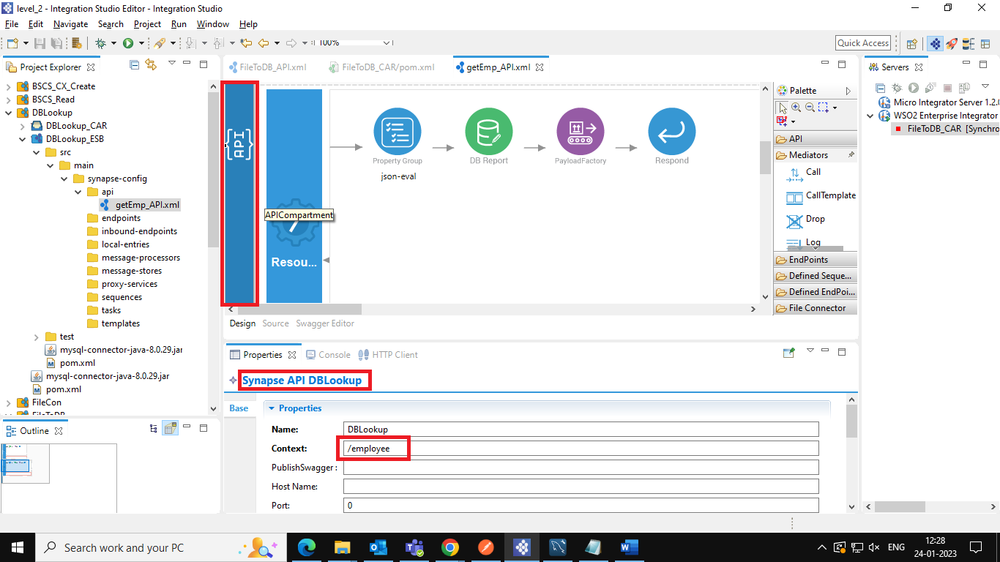 level_2 - Integration Studio Editor - Integration Studio
File Edit Navigate Search Project Run Window Help
100%
Quick Access
Project Explorer
BSCS_CX_Create
BSCS_Read
DBLookup
DBLookup_CAR
DBLookup_ESB
src
main
synapse-config
api
getEmp_API.xml
endpoints
inbound-endpoints
local-entries
message-processors
message-stores
proxy-services
sequences
tasks
templates
test
mysql-connector-java-8.0.29.jar
pom.xml
mysql-connector-java-8.0.29.jar
pom.xml
FileCon
FileToDB
Outline
FileToDB_API.xml FileToDB_CAR/pom.xml getEmp_API.xml
{API}
Property Group DB Report PayloadFactory Respond
json-eval
APICompartment
/
Resou...
Palette
API
Mediators
Call
CallTemplate
Drop
Log
EndPoints
Defined Seque...
Defined EndPoi...
File Connector
Design Source Swagger Editor
Properties Console HTTP Client
Synapse API DBLookup
Base
Properties
Name: DBLookup
Context: /employee
PublishSwagger :
Host Name:
Port: 0
Servers
Micro Integrator Server 1.2.0
WSO2 Enterprise Integrator
FileToDB_CAR [Synchro
Search work and your PC
ENG
12:28
24-01-2023